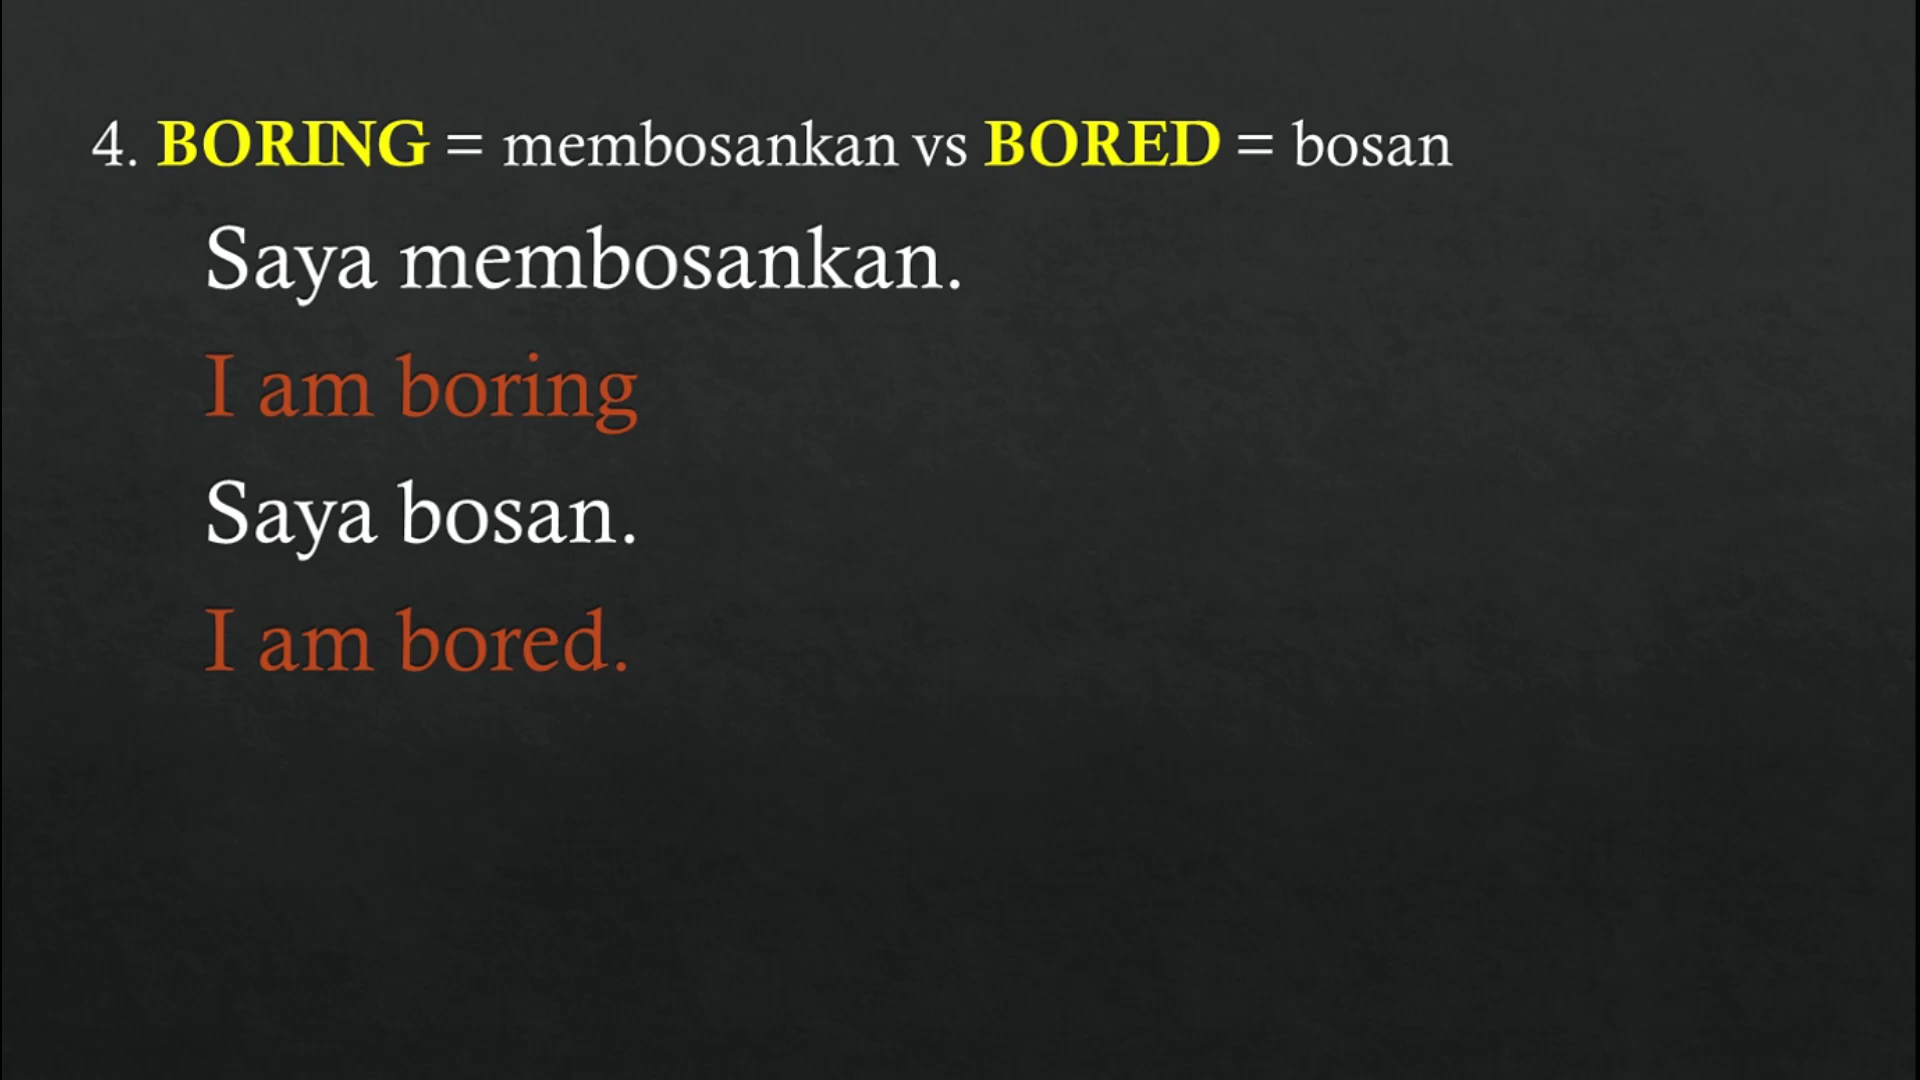 4. BORING = membosankan vs BORED = bosan
Saya membosankan.
I am boring
Saya bosan.
I am bored.